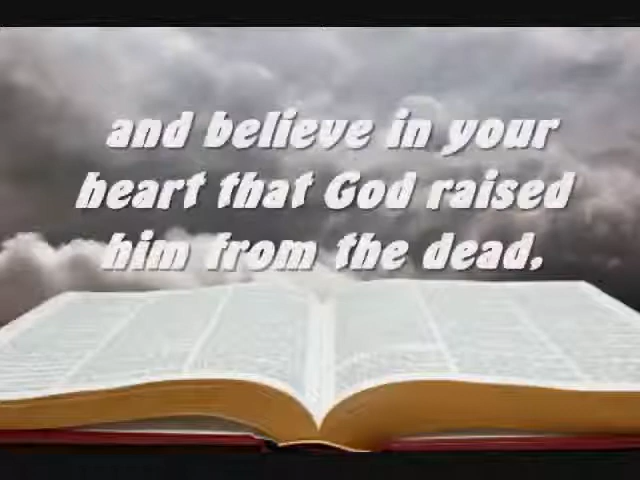 and believe in your
heart that God raised
him from the dead,